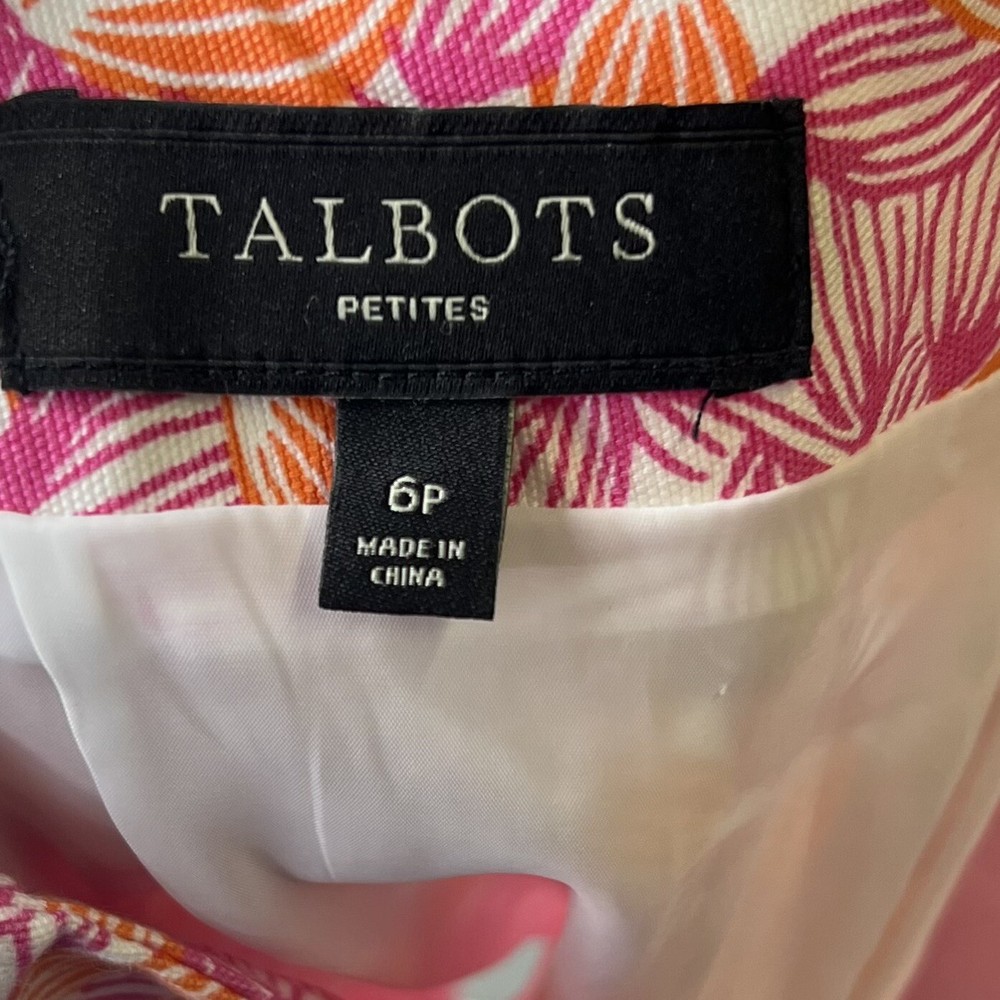 TALBOTS
PETITES
6P
MADE IN
CHINA